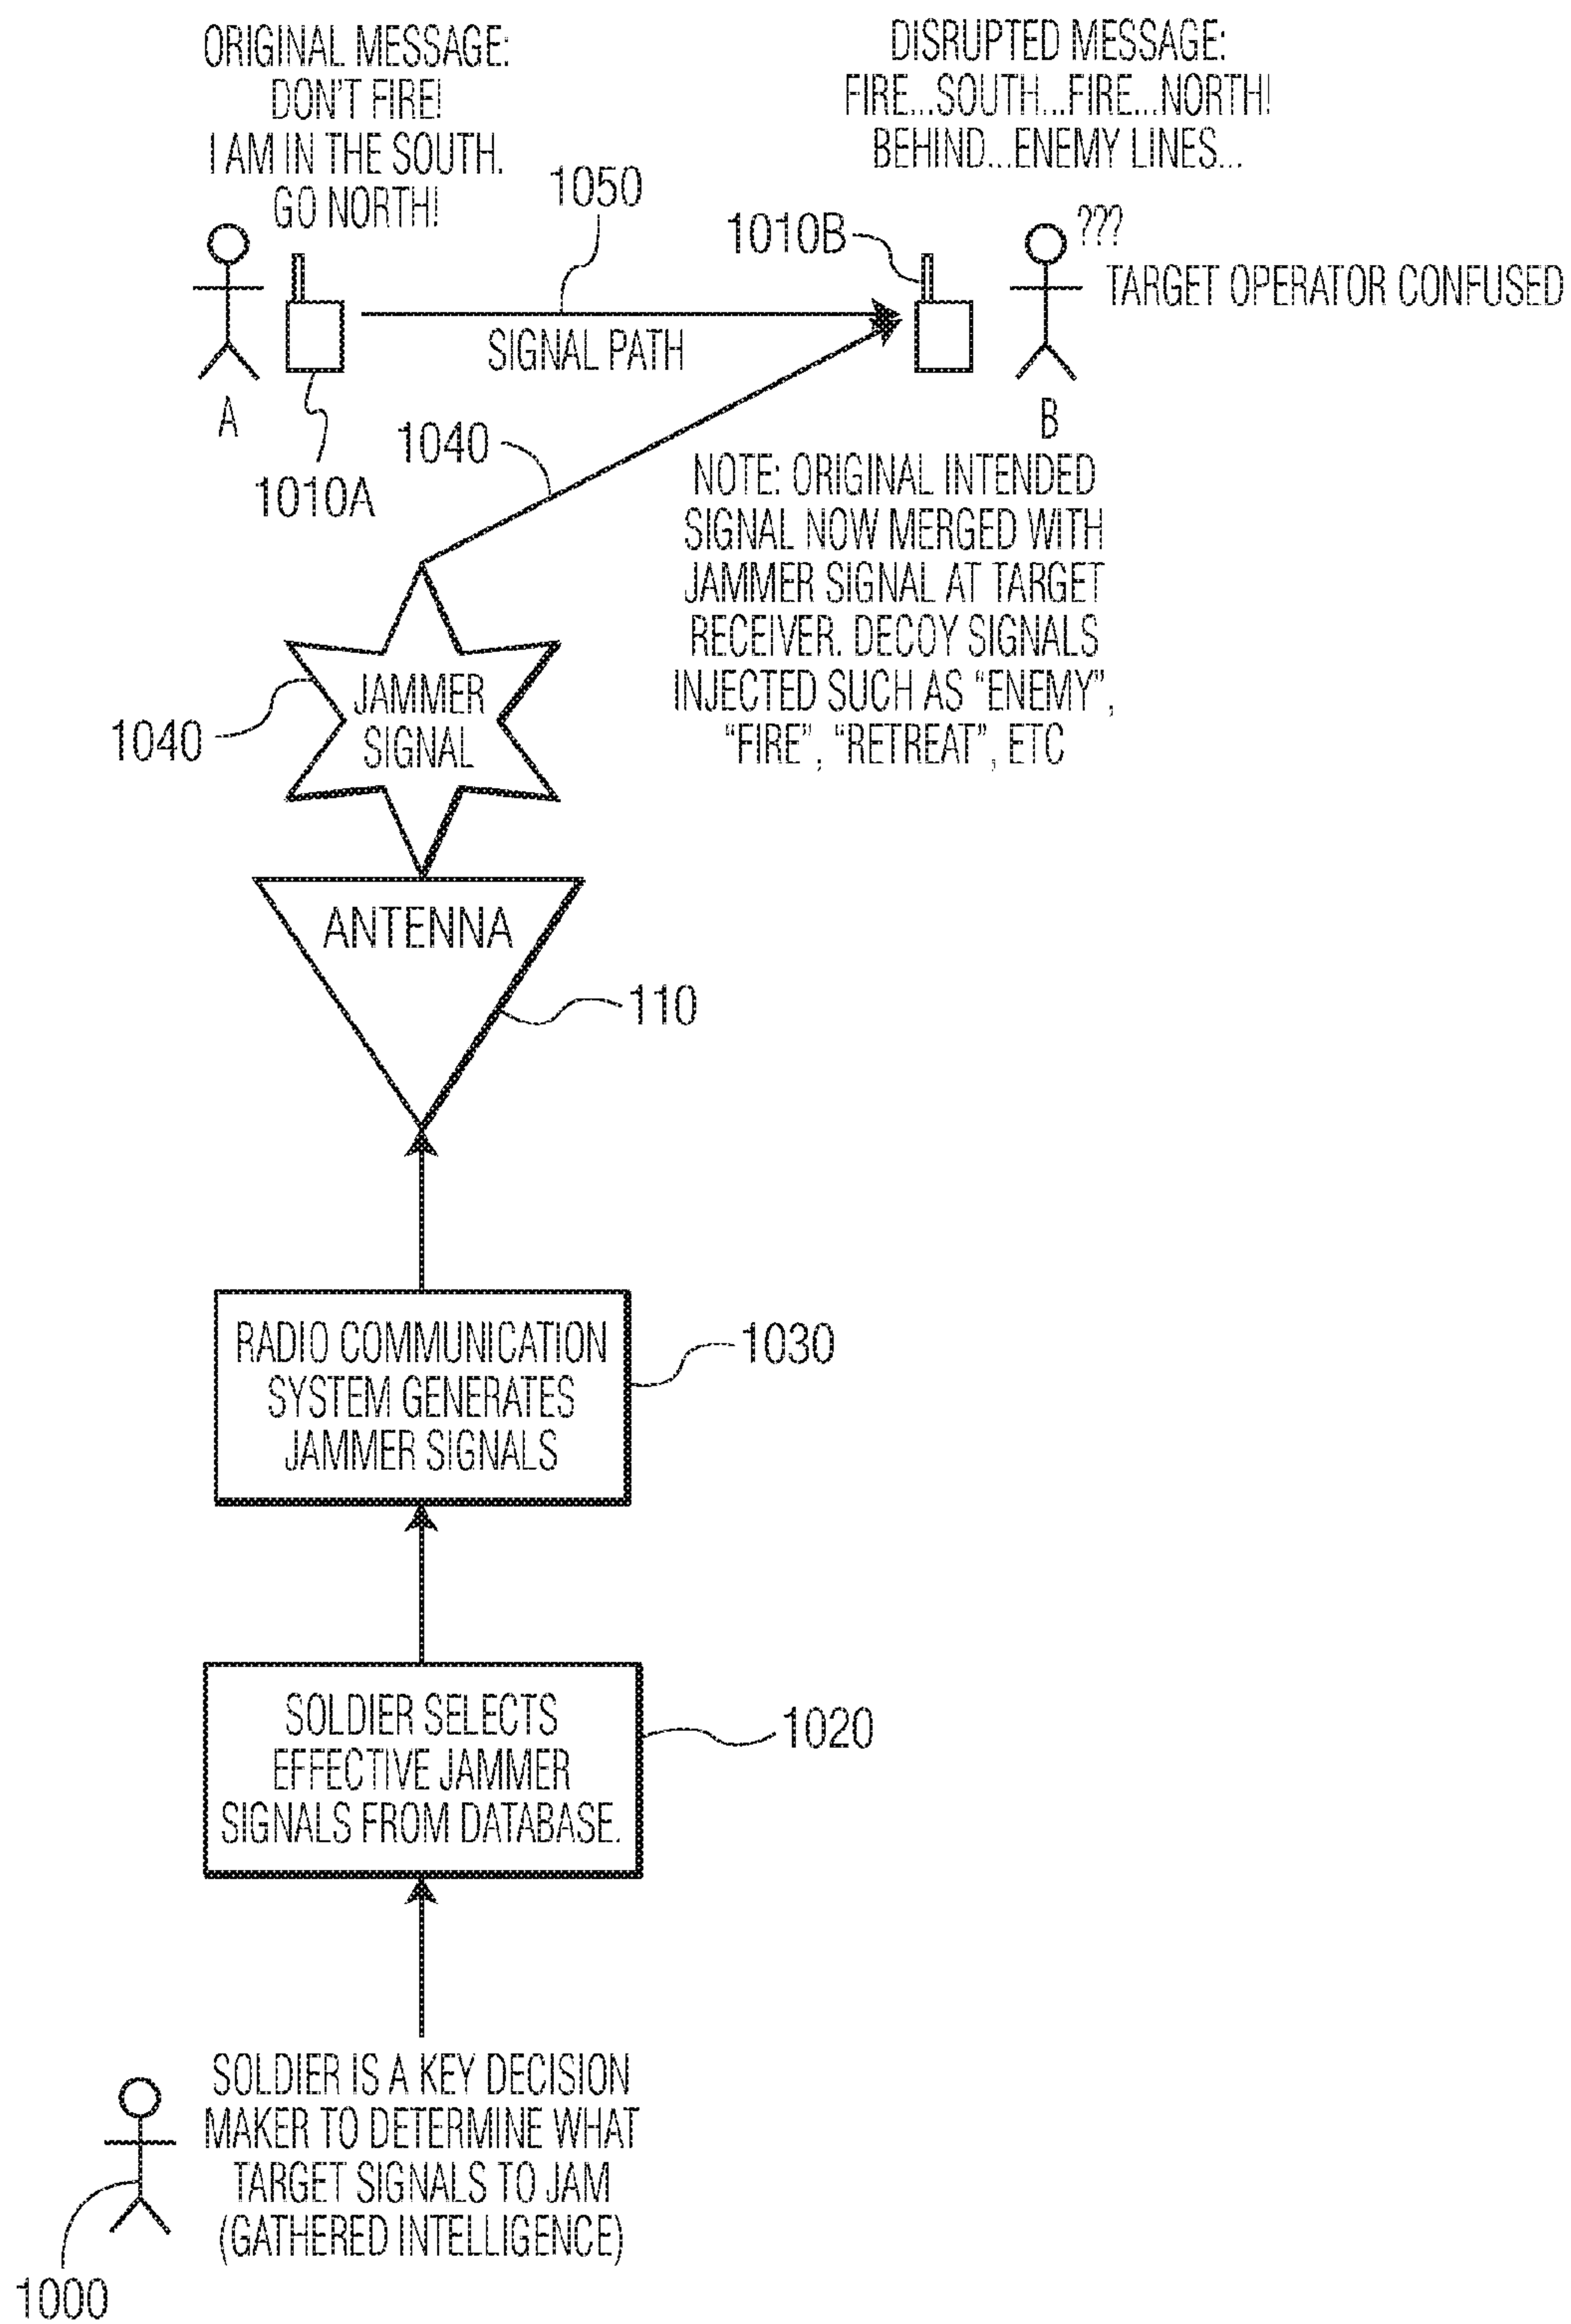 ORIGINAL MESSAGE:
DON'T FIRE!
I AM IN THE SOUTH.
GO NORTH!
DISRUPTED MESSAGE:
FIRE...SOUTH...FIRE...NORTH!
BEHIND...ENEMY LINES...
1050
1010B
???
TARGET OPERATOR CONFUSED
SIGNAL PATH
A
B
1010A
1040
NOTE: ORIGINAL INTENDED
SIGNAL NOW MERGED WITH
JAMMER SIGNAL AT TARGET
RECEIVER. DECOY SIGNALS
INJECTED SUCH AS "ENEMY",
"FIRE", "RETREAT", ETC
JAMMER
SIGNAL
1040
ANTENNA
110
RADIO COMMUNICATION
SYSTEM GENERATES
JAMMER SIGNALS
1030
SOLDIER SELECTS
EFFECTIVE JAMMER
SIGNALS FROM DATABASE.
1020
SOLDIER IS A KEY DECISION
MAKER TO DETERMINE WHAT
TARGET SIGNALS TO JAM
(GATHERED INTELLIGENCE)
1000